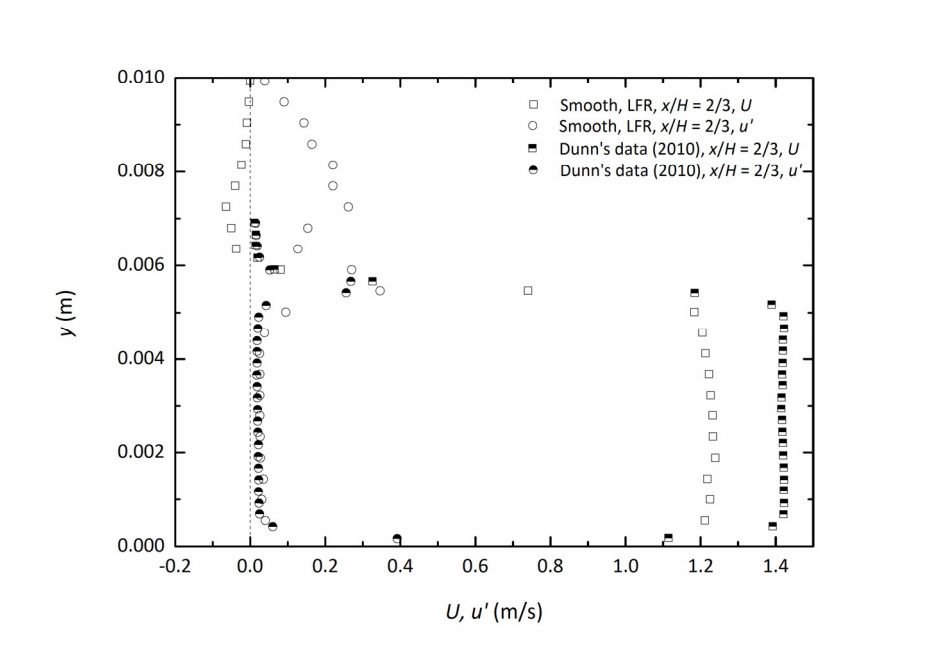 0.010
0.008
0.006
0.004
0.002
0.000
y (m)
Smooth, LFR, x/H = 2/3, U
Smooth, LFR, x/H = 2/3, u'
Dunn's data (2010), x/H = 2/3, U
Dunn's data (2010), x/H = 2/3, u'
-0.2 0.0 0.2 0.4 0.6 0.8 1.0 1.2 1.4
U, u' (m/s)